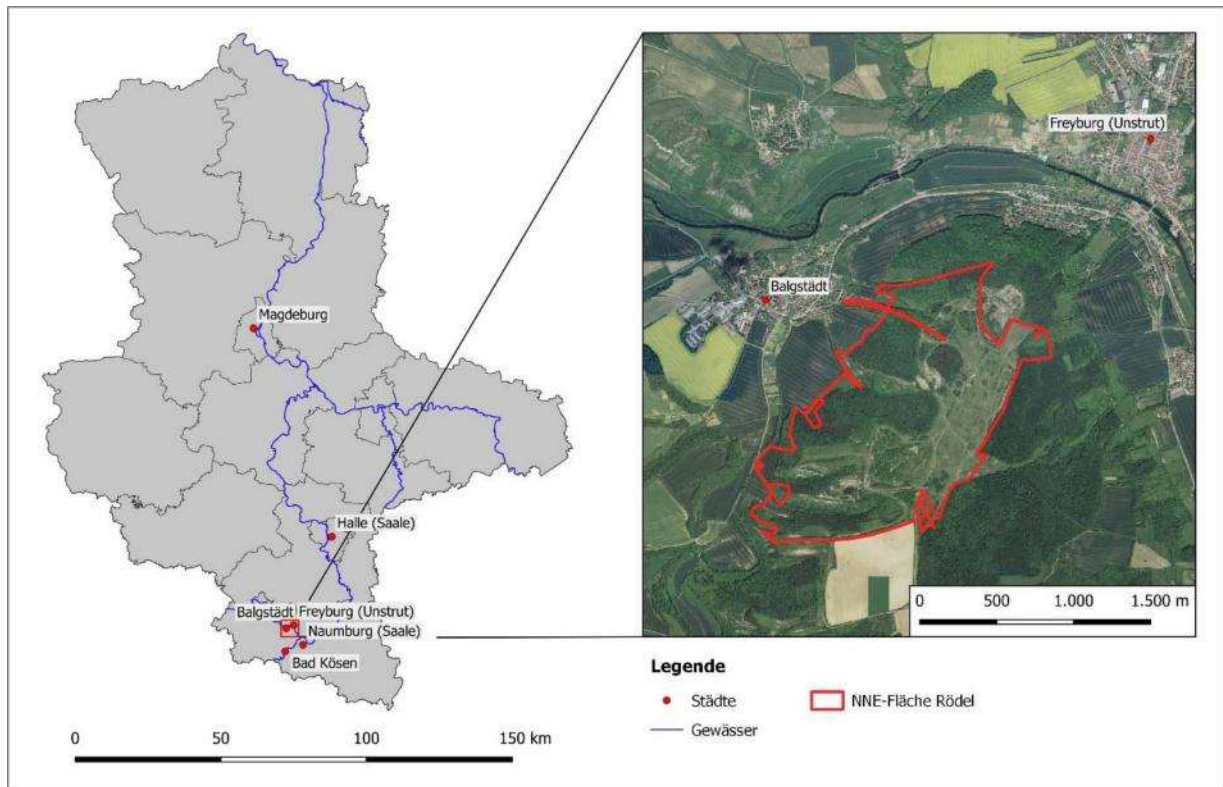 Magdeburg
Halle (Saale)
Balgstädt Freyburg (Unstrut)
Naumburg (Saale)
Bad Kösen
0 50 100 150 km
Freyburg (Unstrut)
Balgstädt
0 500 1.000 1.500 m
Legende
Städte
NNE-Fläche Rödel
Gewässer